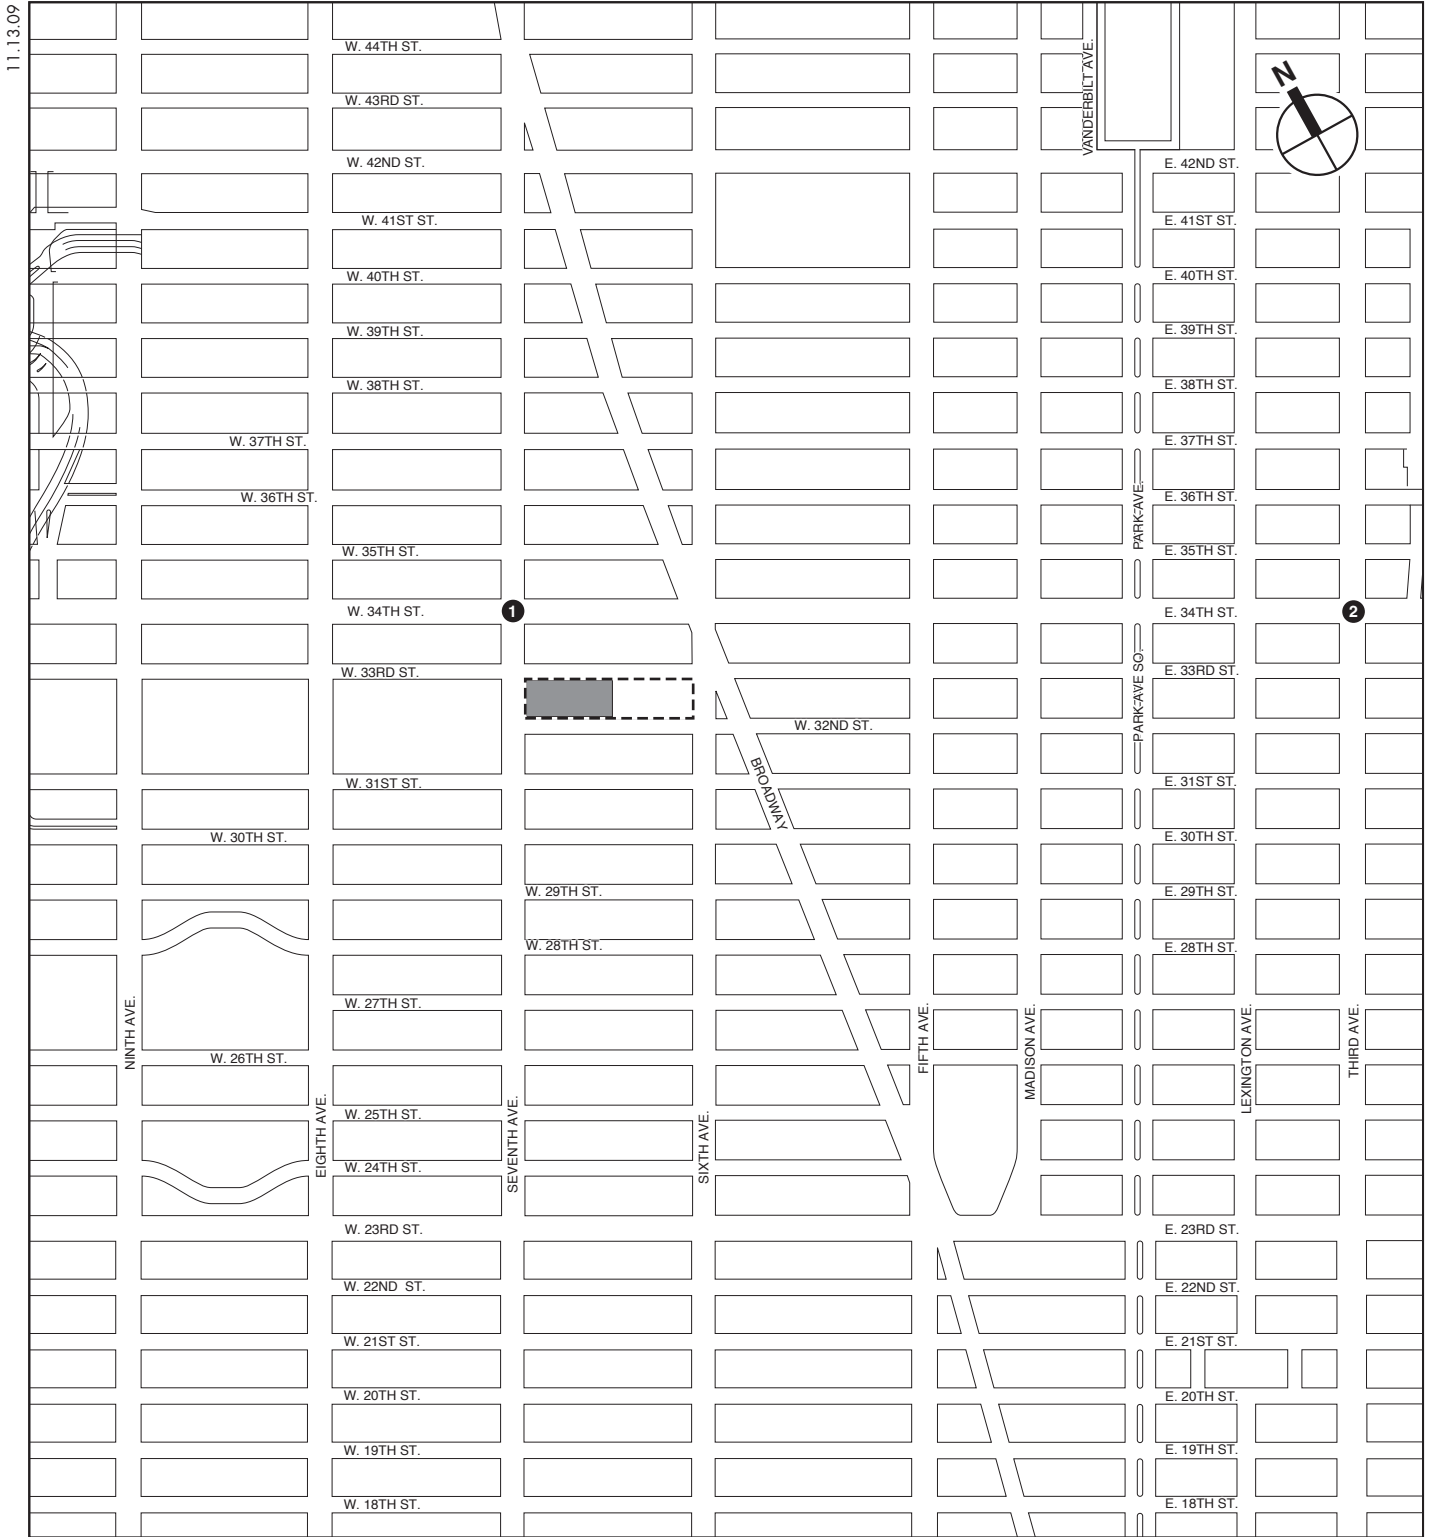 11.13.09
W. 44TH ST.
VANDERBILT AVE.
N
W. 43RD ST.
W. 42ND ST.
E. 42ND ST.
W. 41ST ST.
E. 41ST ST.
W. 40TH ST.
E. 40TH ST.
W. 39TH ST.
E. 39TH ST.
W. 38TH ST.
E. 38TH ST.
W. 37TH ST.
E. 37TH ST.
W. 36TH ST.
PARK AVE.
E. 36TH ST.
W. 35TH ST.
E. 35TH ST.
W. 34TH ST.
1
E. 34TH ST.
2
W. 33RD ST.
PARK AVE SQ.
E. 33RD ST.
W. 32ND ST.
BROADWAY
W. 31ST ST.
E. 31ST ST.
W. 30TH ST.
E. 30TH ST.
W. 29TH ST.
E. 29TH ST.
W. 28TH ST.
E. 28TH ST.
NINTH AVE.
W. 27TH ST.
FIFTH AVE.
MADISON AVE.
LEXINGTON AVE.
THIRD AVE.
W. 26TH ST.
EIGHTH AVE.
W. 25TH ST.
SEVENTH AVE.
SIXTH AVE.
W. 24TH ST.
W. 23RD ST.
E. 23RD ST.
W. 22ND ST.
E. 22ND ST.
W. 21ST ST.
E. 21ST ST.
W. 20TH ST.
E. 20TH ST.
W. 19TH ST.
E. 19TH ST.
W. 18TH ST.
E. 18TH ST.